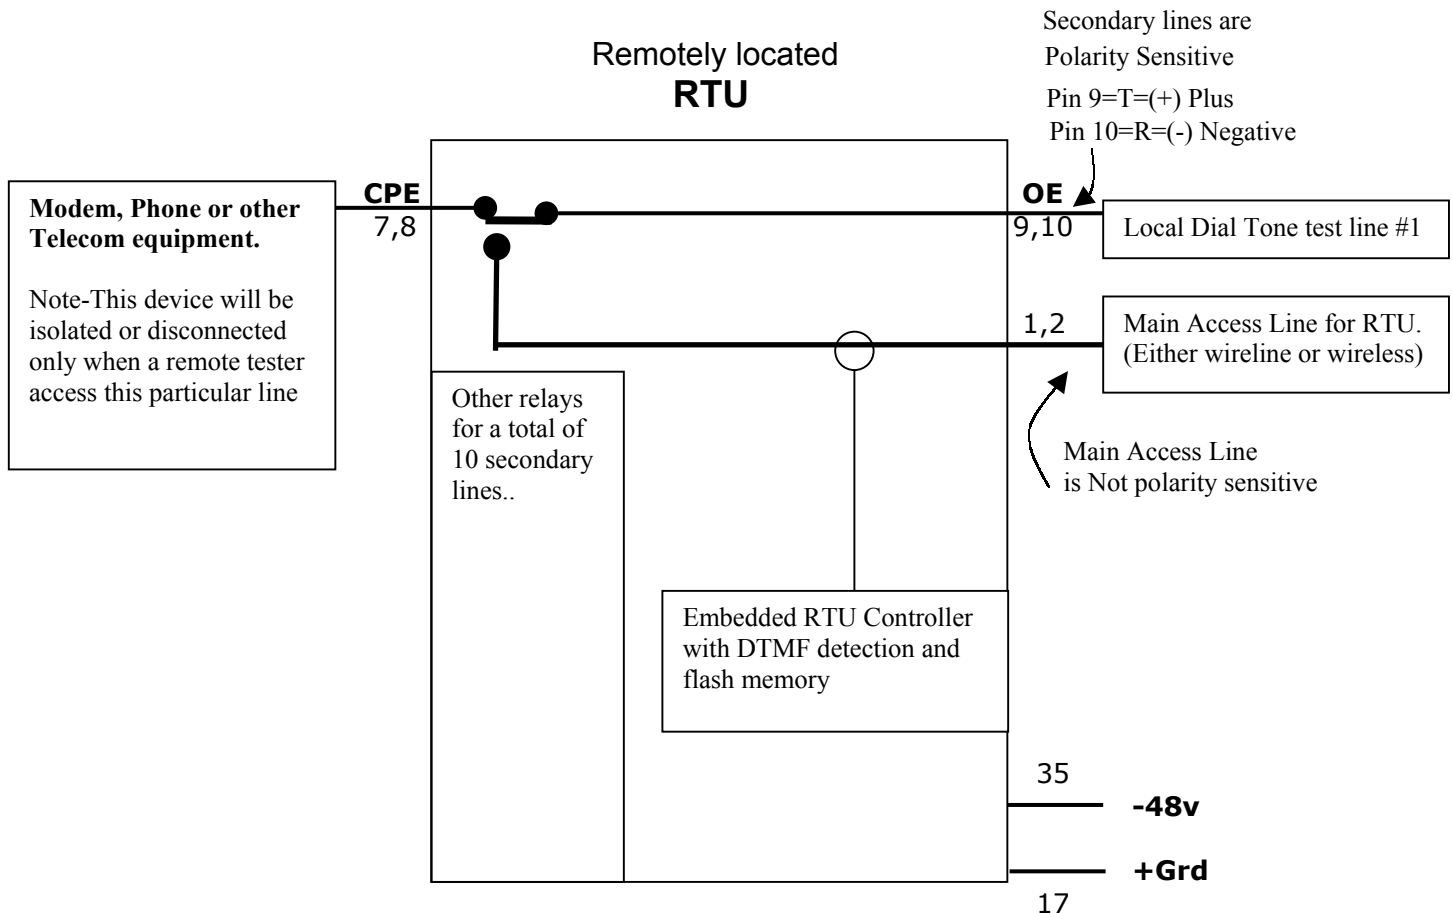 Remotely located
RTU
Secondary lines are
Polarity Sensitive
Pin 9=T=(+) Plus
Pin 10=R=(-) Negative
Modem, Phone or other
Telecom equipment.
Note-This device will be
isolated or disconnected
only when a remote tester
access this particular line
CPE
7,8
OE
9,10
Local Dial Tone test line #1
1,2
Main Access Line for RTU.
(Either wireline or wireless)
Main Access Line
is Not polarity sensitive
Other relays
for a total of
10 secondary
lines..
Embedded RTU Controller
with DTMF detection and
flash memory
35
-48v
+Grd
17